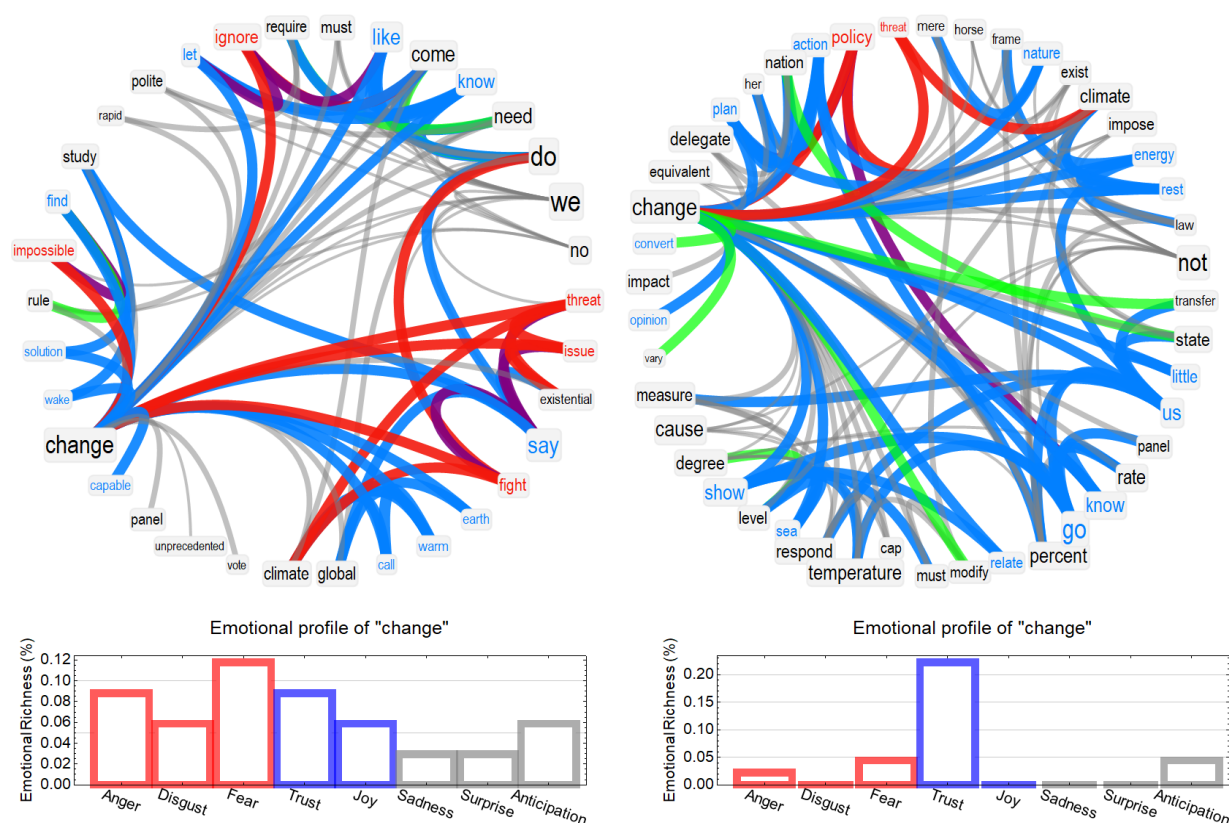 ignore
require
must
like
let
come
polite
know
rapid
need
study
do
find
we
impossible
no
rule
threat
solution
issue
wake
existential
change
say
capable
fight
panel
earth
unprecedented
warm
vote
call
climate
global
policy
threat
mere
horse
action
frame
nation
nature
her
exist
plan
climate
delegate
impose
equivalent
energy
change
rest
convert
law
impact
not
opinion
transfer
vary
state
measure
little
cause
us
degree
panel
show
rate
level
know
sea
go
respond
percent
temperature
relate
cap
modify
must
Emotional profile of "change"
Emotional Richness (%)
0.12
0.10
0.08
0.06
0.04
0.02
0.00
Anger
Disgust
Fear
Trust
Joy
Sadness
Surprise
Anticipation
Emotional profile of "change"
Emotional Richness (%)
0.20
0.15
0.10
0.05
0.00
Anger
Disgust
Fear
Trust
Joy
Sadness
Surprise
Anticipation